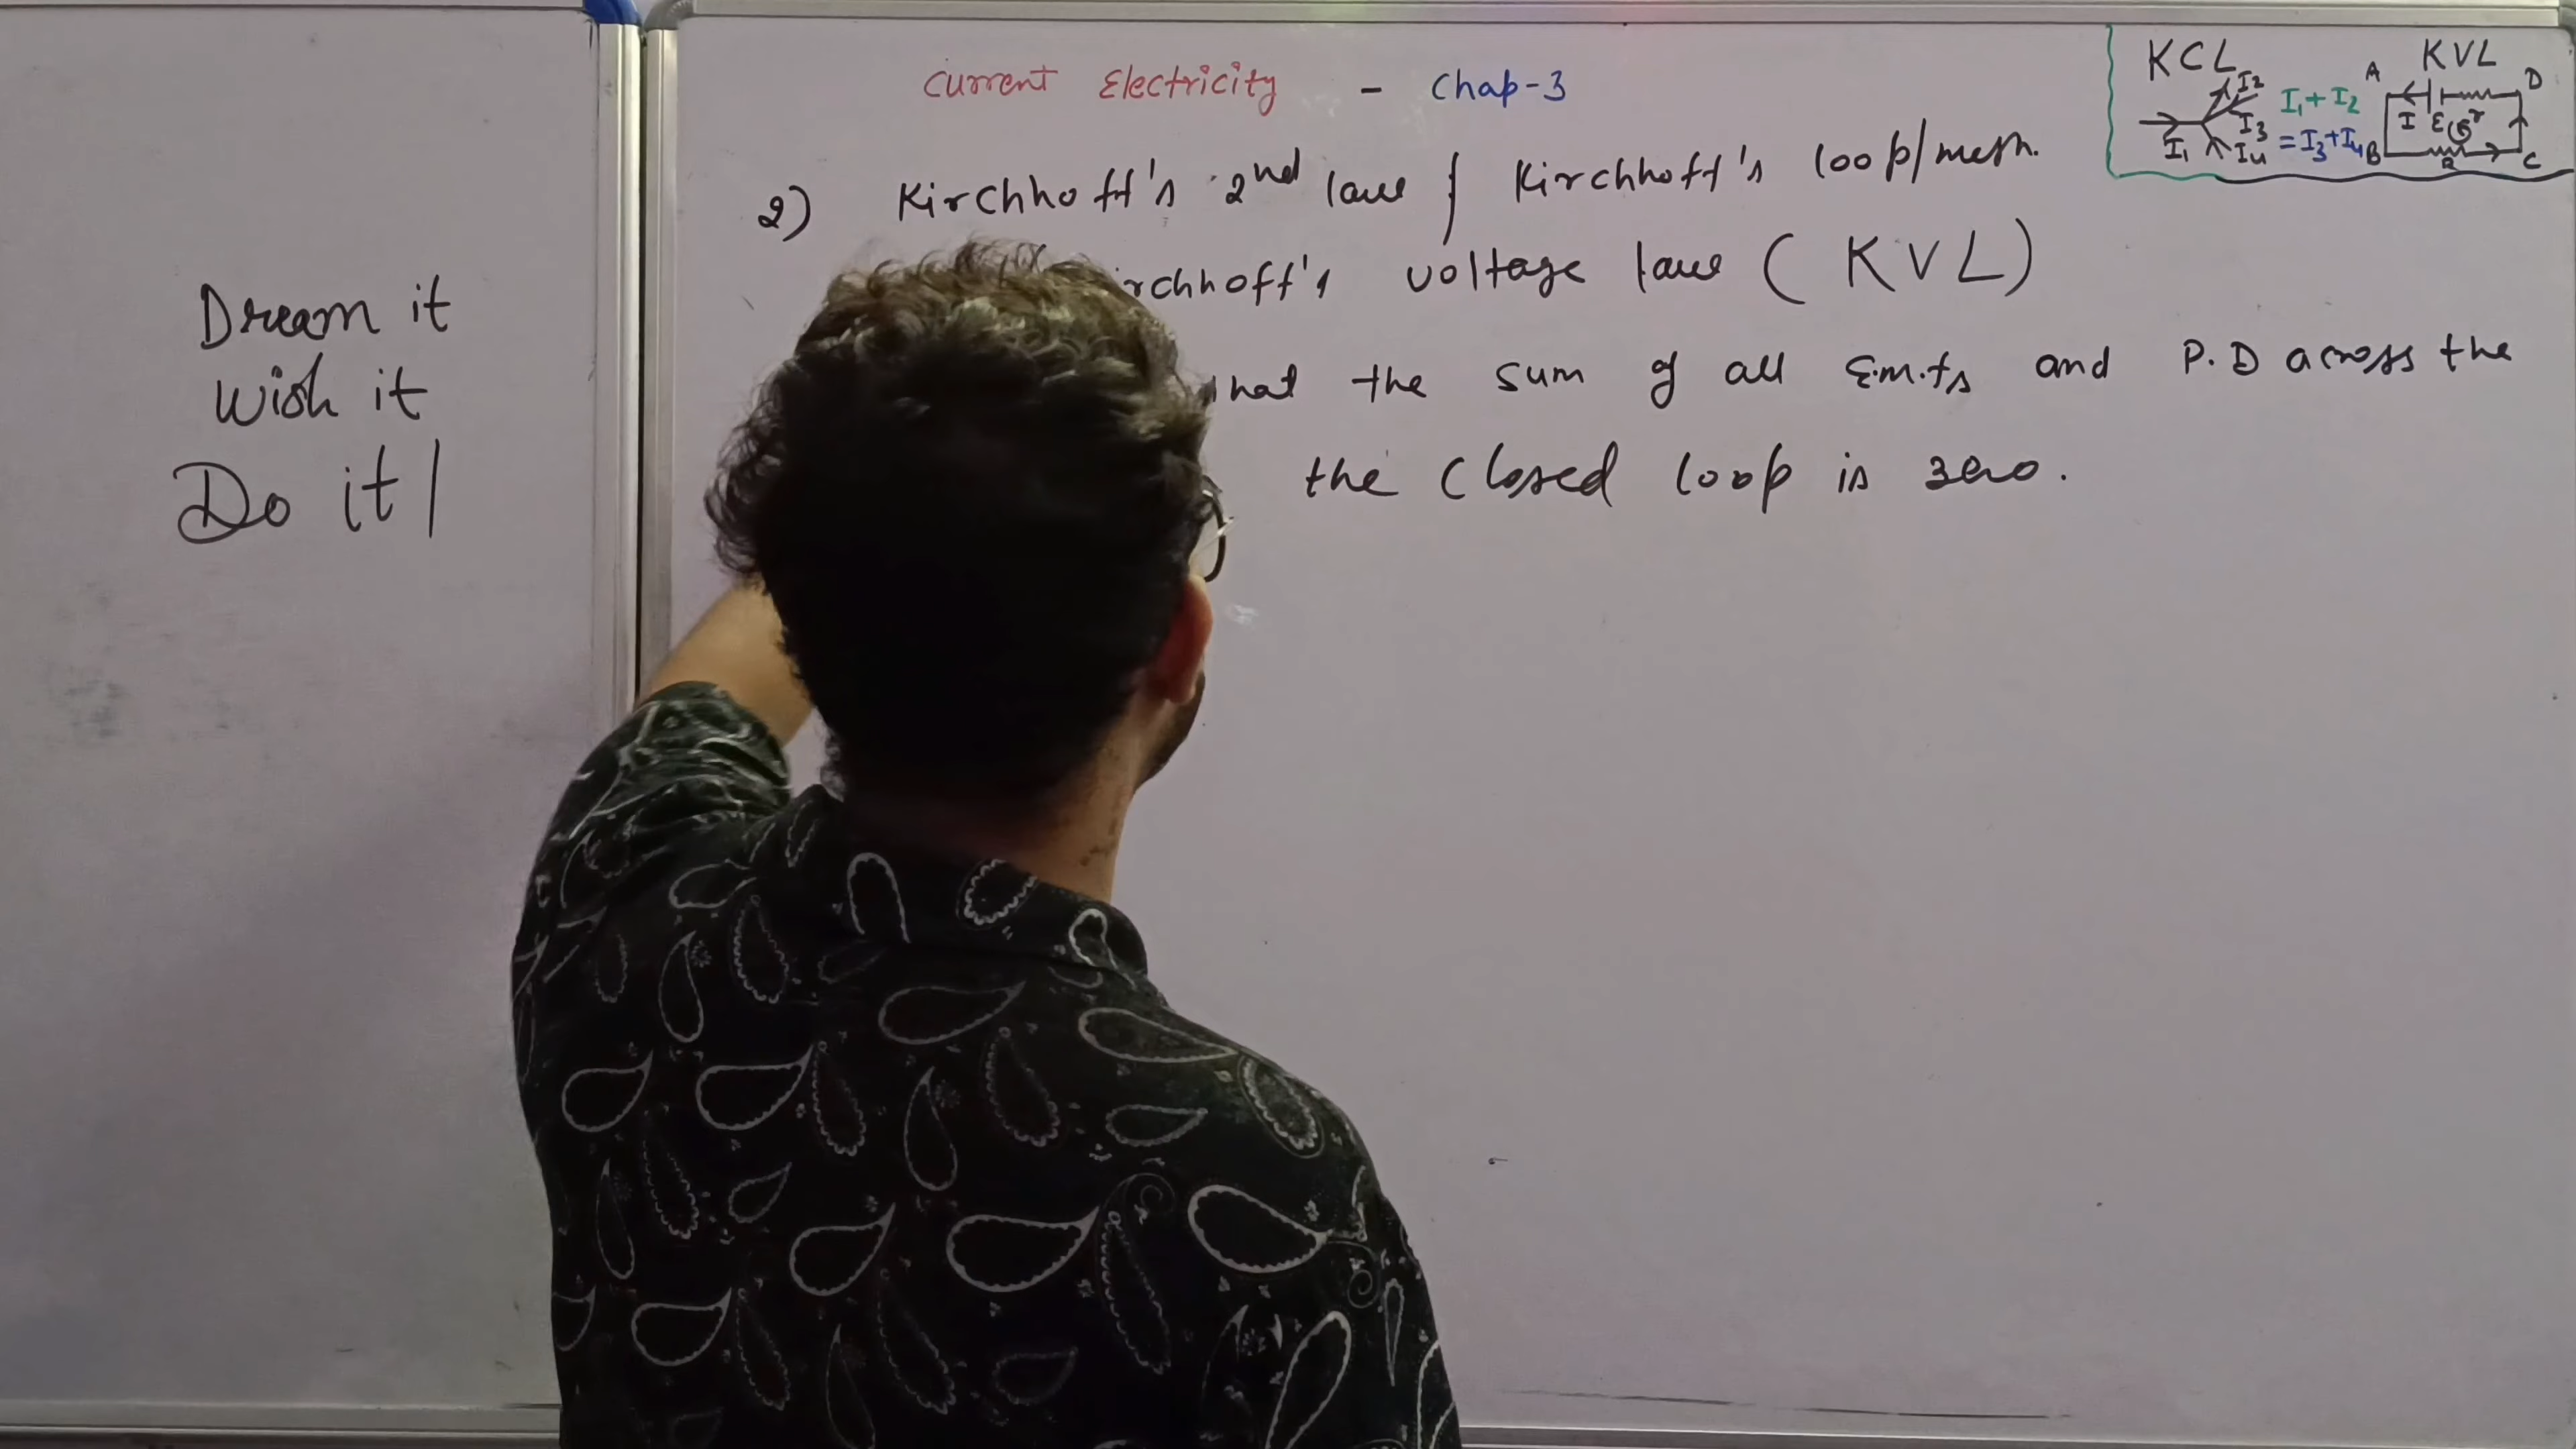 Dream it
Wish it
Do it!
Current Electricity - Chap-3
2) Kirchhoff's 2nd law / Kirchhoff's loop/mesh.
rchhoff's voltage law ( KVL)
hat the sum of all E.m.fs and P.D across the
the closed loop is zero.
KCL
I1
I2
I3
I4
I1+I2
=I3+I4
KVL
A
D
I
E
r
B
R
C